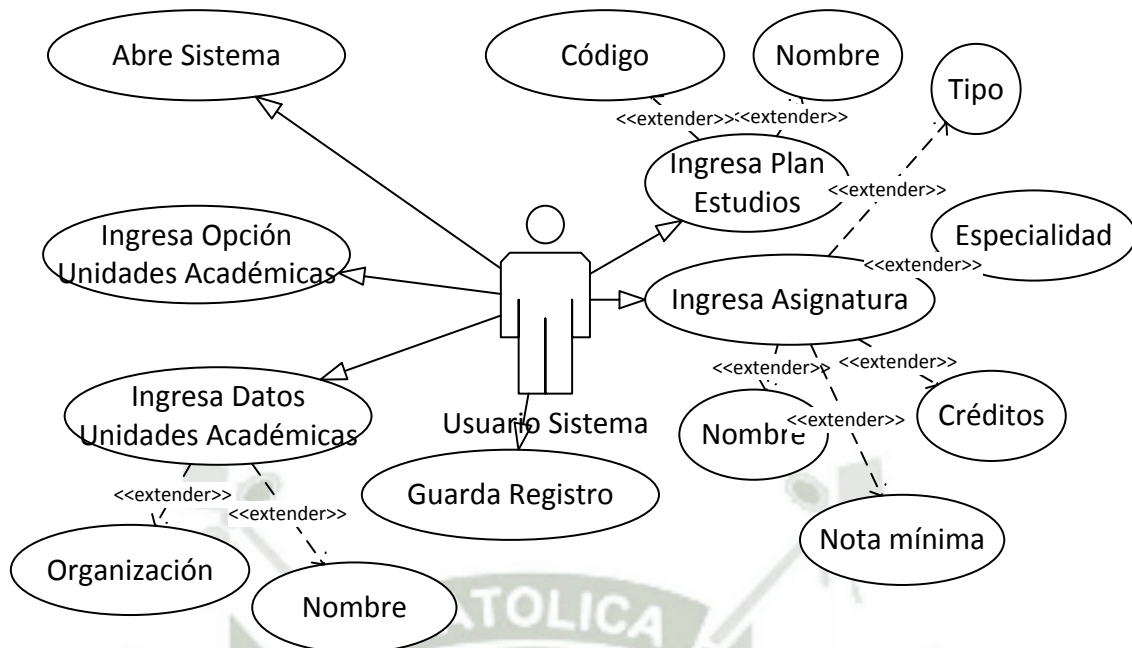 Abre Sistema
Código
Nombre
Tipo
<<extender>>
<<extender>>
Ingresa Plan
Estudios
<<extender>>
Ingresa Opción
Unidades Académicas
Especialidad
<<extender>>
Ingresa Asignatura
<<extender>>
<<extender>>
Ingresa Datos
Unidades Académicas
Usuario Sistema
Nombre
<<extender>>
Créditos
<<extender>>
<<extender>>
Guarda Registro
Organización
Nombre
Nota mínima
ATOLICA